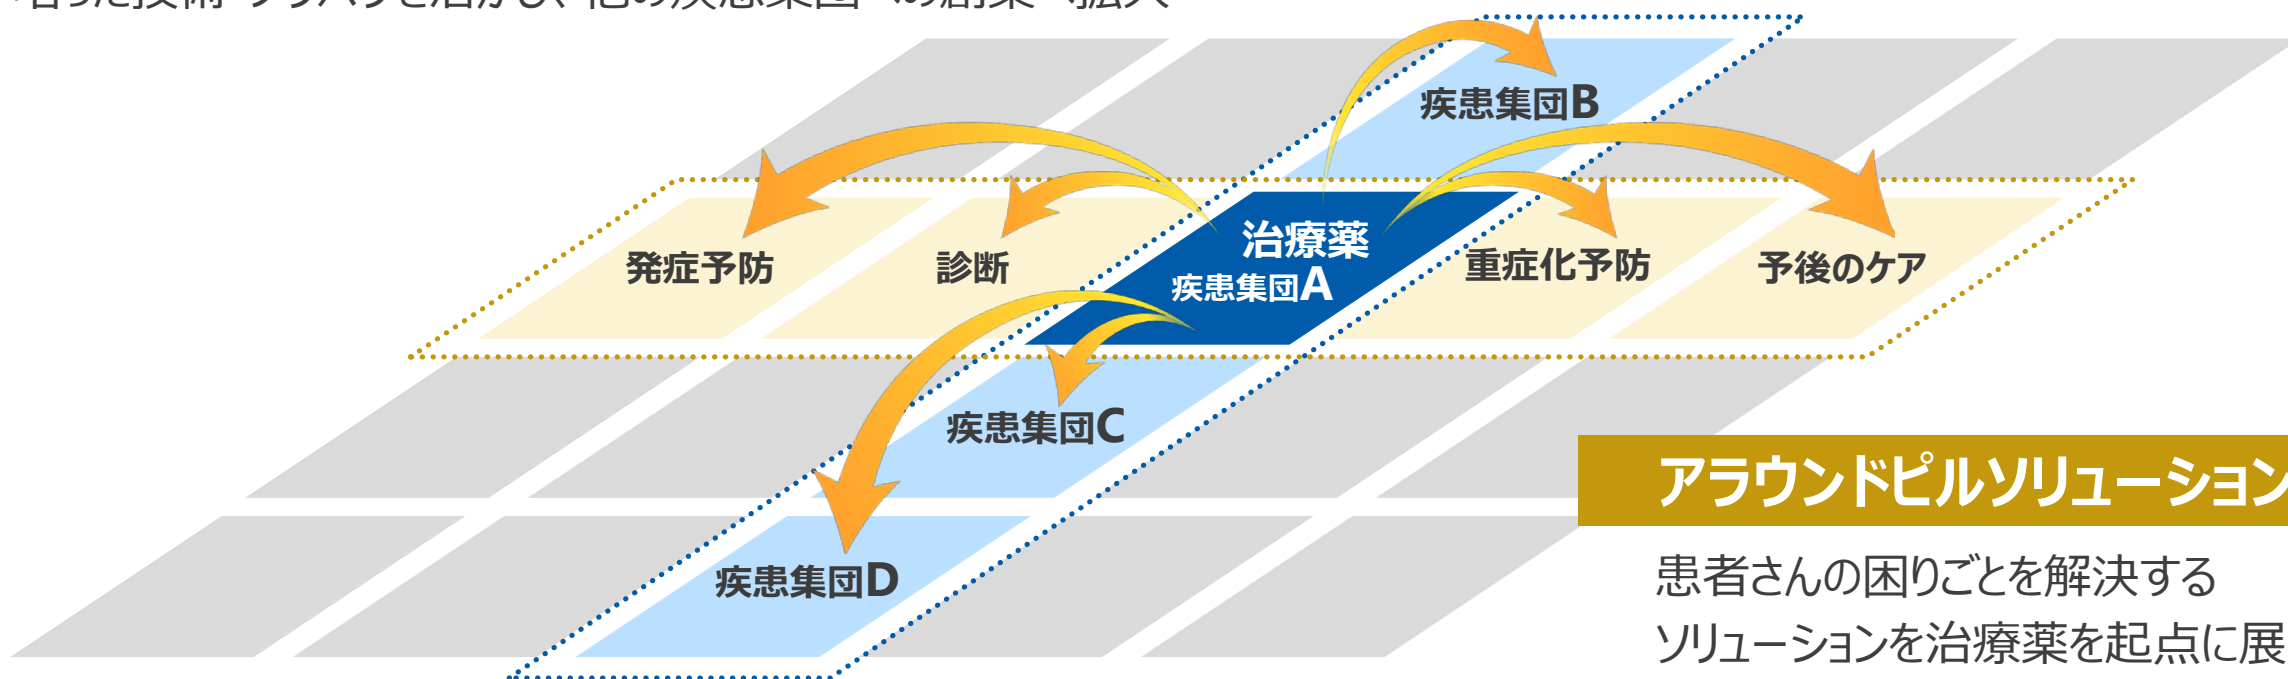 疾患集団B
発症予防
診断
治療薬
疾患集団A
重症化予防
予後のケア
疾患集団C
疾患集団D
アラウンドピルソリューション
患者さんの困りごとを解決する
ソリューションを治療薬を起点に展